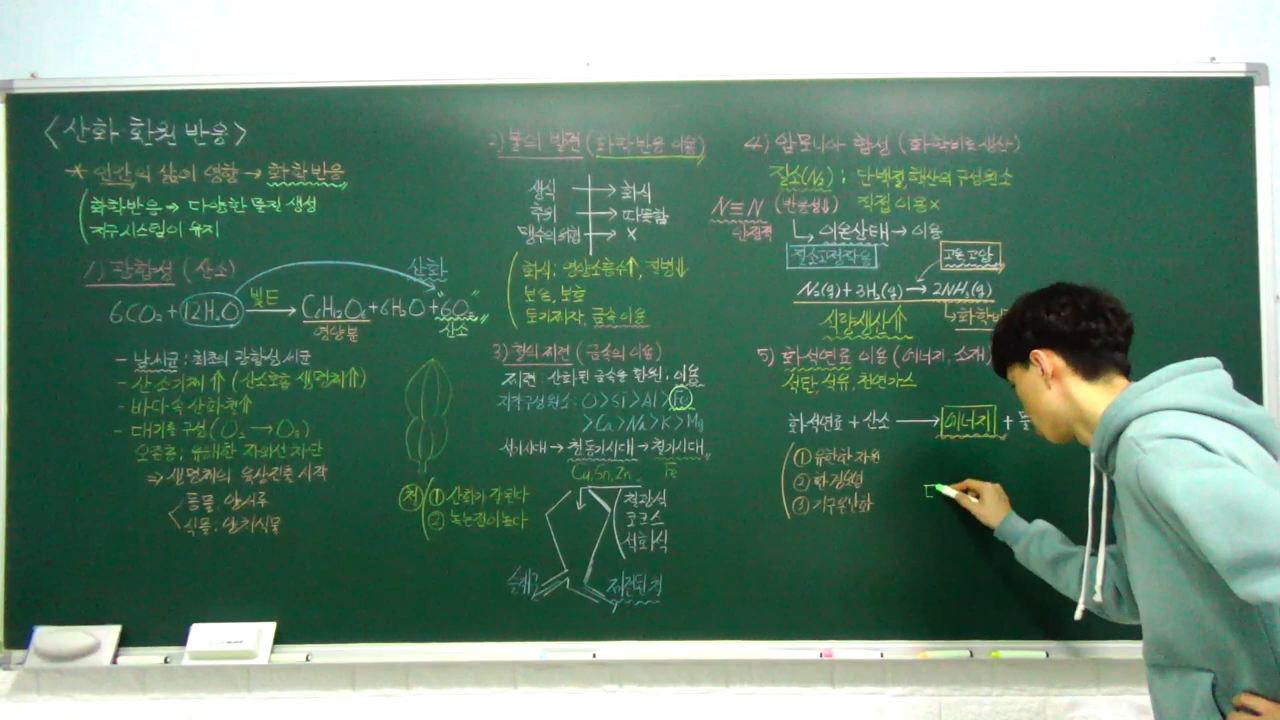 <산화 환원 반응>
* 인간의 삶에 영향 → 화학반응
화학반응 → 다양한 물질 생성
지구시스템이 유지
1) 광합성 (산소)
산화
6CO₂ + 12H₂O 빛E → C₆H₁₂O₆ + 6H₂O + "6O₂"
영양분 산소
- 남세균 : 최초의 광합성 세균
- 산소기체 ↑ (산소호흡 생명체↑)
- 바다 속 산화철↑
- 대기를 구성 (O₂ → O₃)
오존층 ; 유해한 자외선 차단
⇒ 생명체의 육상진출 시작
동물 : 양서류
식물 : 양치식물
2) 불의 발견 (화학반응 이용)
생식 → 화식
추위 → 따뜻함
맹수의 위협 → X
화식 : 영양소 흡수↑, 질병↓
보온, 보호
토기제작, 금속이용
3) 철의 제련 (금속의 이용)
제련 : 산화된 금속을 환원, 이용
지각구성원소 : O > Si > Al > Fe
> Ca > Na > K > Mg
석기시대 → 청동기시대 → 철기시대
Cu, Sn, Zn Fe
철 ① 산화가 잘된다
② 녹는점이 높다
철광석
코크스
석회석
제련된 철
4) 암모니아 합성 (화학비료생산)
질소(N₂) : 단백질, 핵산의 구성원소
N≡N (반응성↓) 직접 이용 X
안정적
이온상태 → 이용
질소고정작용
고온고압
N₂(g) + 3H₂(g) → 2NH₃(g)
식량생산↑
5) 화석연료 이용 (에너지, 소재)
석탄, 석유, 천연가스
화석연료 + 산소 → 에너지 +
① 유한한 자원
② 환경오염
③ 지구온난화